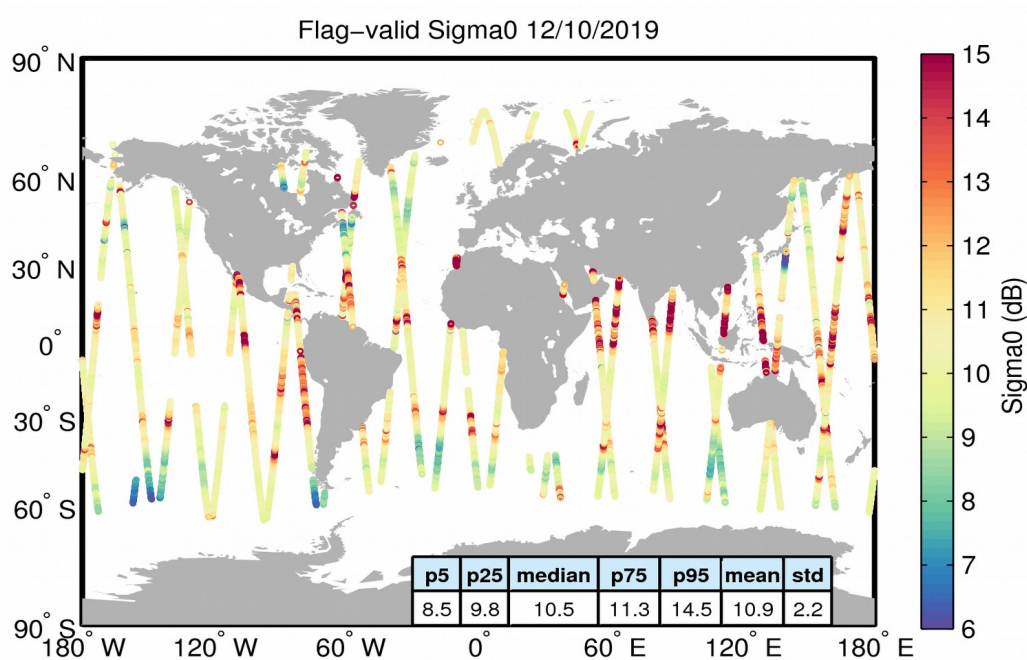 Flag−valid Sigma0 12/10/2019
90° N
60° N
30° N
0°
30° S
60° S
90° S
180° W
120° W
60° W
0°
60° E
120° E
180° E
15
14
13
12
11
10
9
8
7
6
Sigma0 (dB)
p5 p25 median p75 p95 mean std
8.5 9.8 10.5 11.3 14.5 10.9 2.2